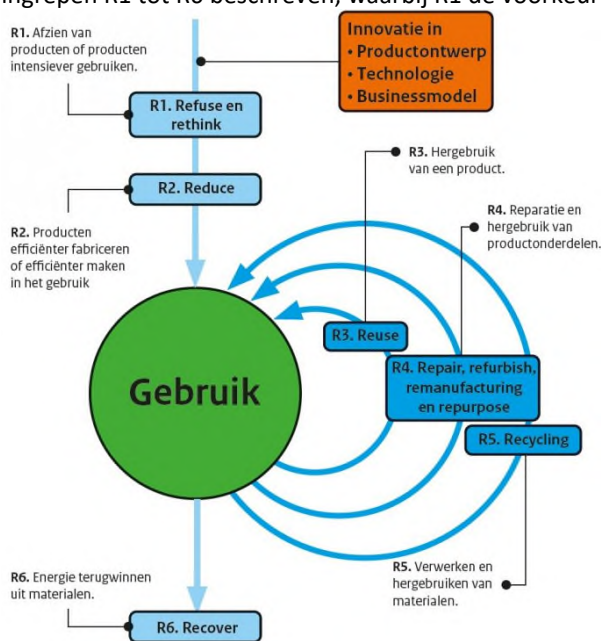 ingrepen R1 tot R6 beschreven, waarbij R1 de voorkeur
R1. Afzien van
producten of producten
intensiever gebruiken.
Innovatie in
• Productontwerp
• Technologie
• Businessmodel
R1. Refuse en
rethink
R3. Hergebruik
van een product.
R2. Reduce
R4. Reparatie en
hergebruik van
productonderdelen.
R2. Producten
efficiënter fabriceren
of efficiënter maken
in het gebruik
R3. Reuse
Gebruik
R4. Repair, refurbish,
remanufacturing
en repurpose
R5. Recycling
R5. Verwerken en
hergebruiken van
materialen.
R6. Energie terugwinnen
uit materialen.
R6. Recover